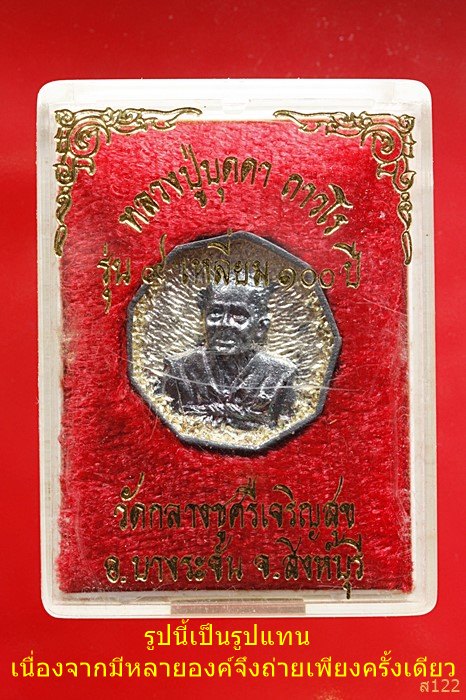 หลวงปู่บุดดา ถาวโร
รุ่น ๙ เหลี่ยม ๑๐๐ ปี
วัดกลางชูศรีเจริญสุข
อ.บางระจัน จ.สิงห์บุรี
รูปนี้เป็นรูปแทน
เนื่องจากมีหลายองค์จึงถ่ายเพียงครั้งเดียว
ส122